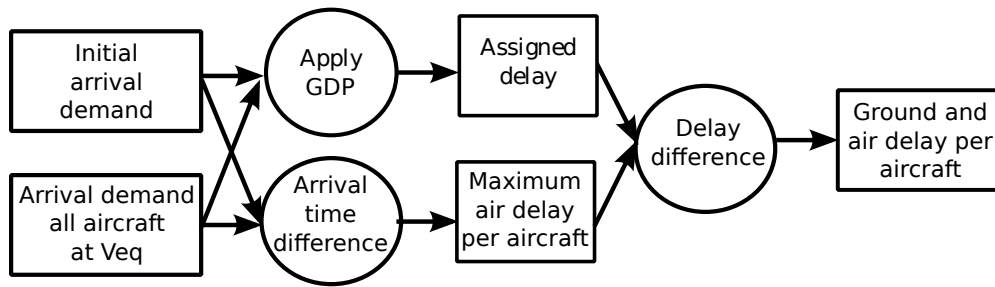 Initial
arrival
demand
Apply
GDP
Assigned
delay
Arrival demand
all aircraft
at Veq
Arrival
time
difference
Maximum
air delay
per aircraft
Delay
difference
Ground and
air delay per
aircraft